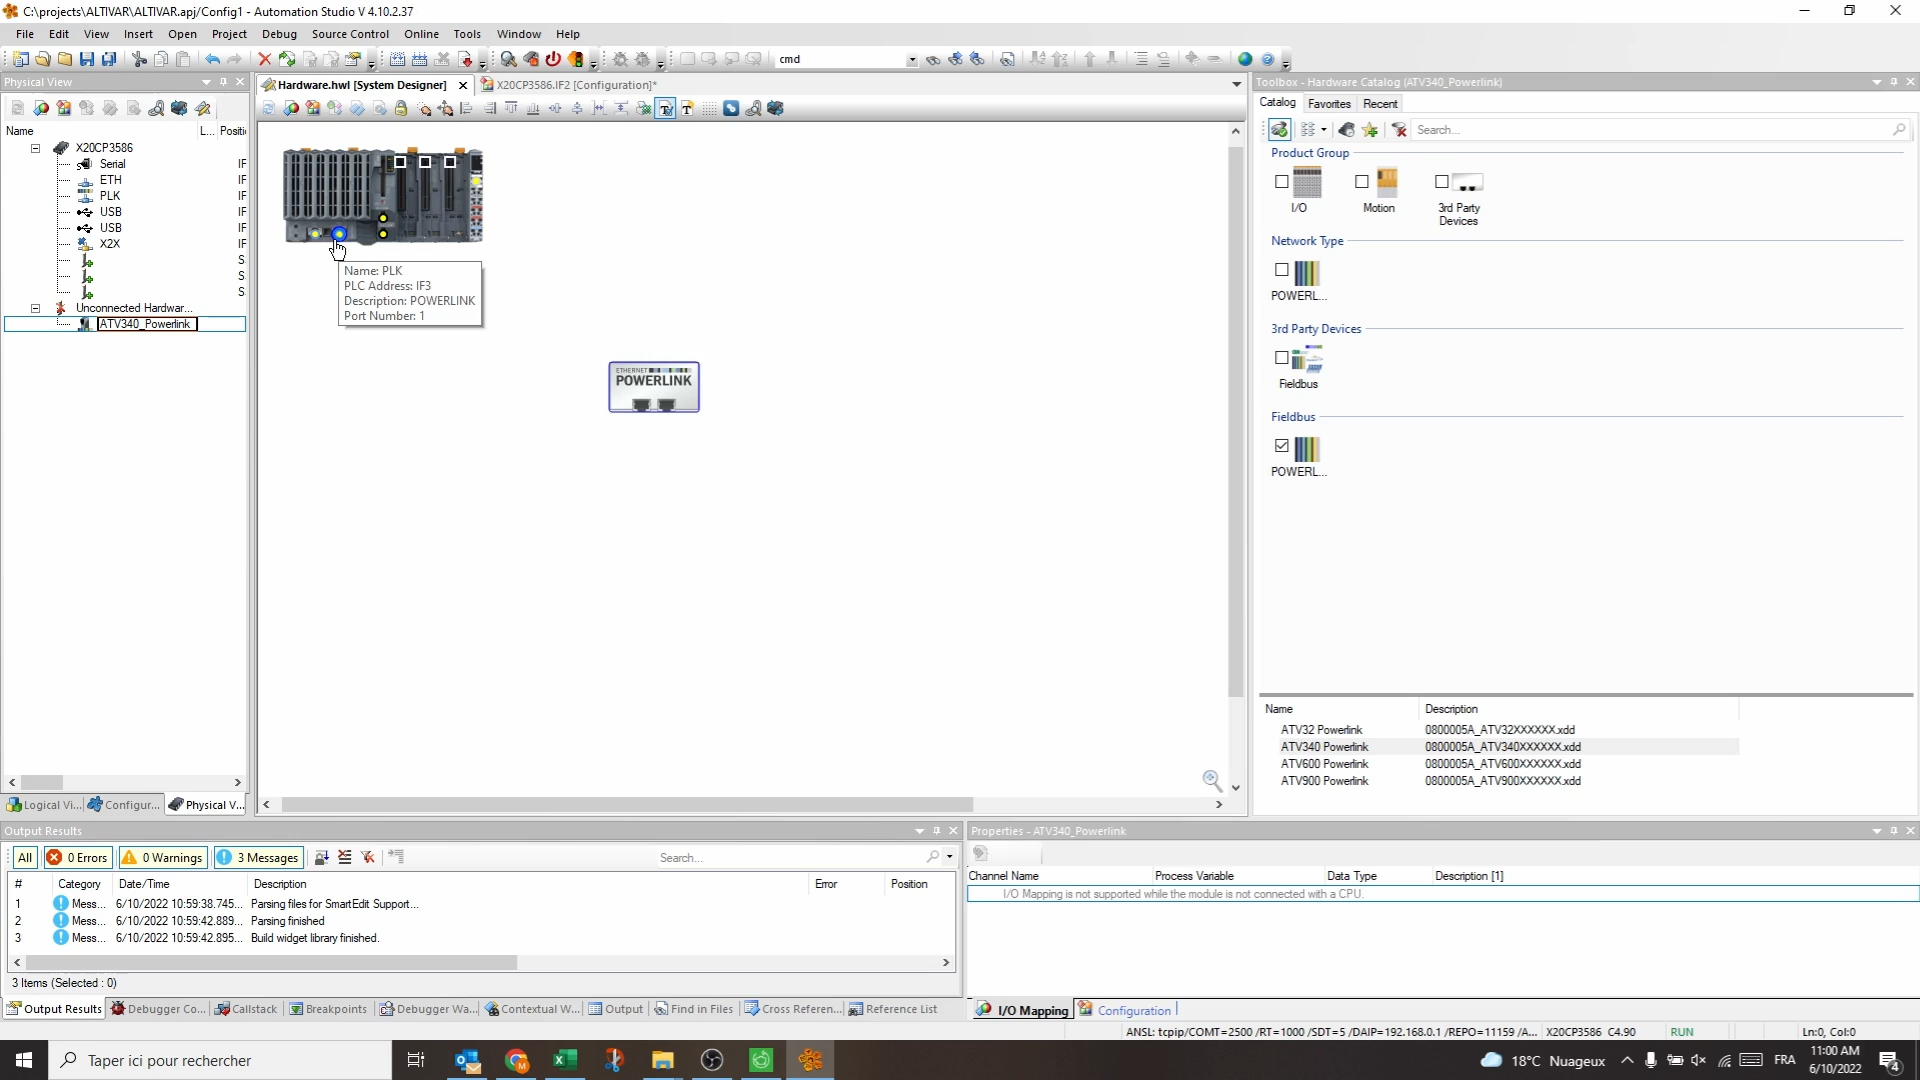 C:\projects\ALTIVAR\ALTIVAR.apj/Config1 - Automation Studio V 4.10.2.37
File Edit View Insert Open Project Debug Source Control Online Tools Window Help
cmd
Physical View
Name L... Positi
X20CP3586
Serial IF
ETH IF
PLK IF
USB IF
USB IF
X2X IF
S
S
S
Unconnected Hardwar...
ATV340_Powerlink
Logical Vi... Configur... Physical V...
Hardware.hwl [System Designer] X20CP3586.IF2 [Configuration]*
Name: PLK
PLC Address: IF3
Description: POWERLINK
Port Number: 1
ETHERNET
POWERLINK
Toolbox - Hardware Catalog (ATV340_Powerlink)
Catalog Favorites Recent
Search...
Product Group
I/O Motion 3rd Party
Devices
Network Type
POWERL...
3rd Party Devices
Fieldbus
Fieldbus
POWERL...
Name Description
ATV32 Powerlink 0800005A_ATV32XXXXXX.xdd
ATV340 Powerlink 0800005A_ATV340XXXXXX.xdd
ATV600 Powerlink 0800005A_ATV600XXXXXX.xdd
ATV900 Powerlink 0800005A_ATV900XXXXXX.xdd
Output Results
All 0 Errors 0 Warnings 3 Messages Search...
# Category Date/Time Description Error Position
1 Mess... 6/10/2022 10:59:38.745... Parsing files for SmartEdit Support...
2 Mess... 6/10/2022 10:59:42.889... Parsing finished
3 Mess... 6/10/2022 10:59:42.895... Build widget library finished.
3 Items (Selected : 0)
Output Results Debugger Co... Callstack Breakpoints Debugger Wa... Contextual W... Output Find in Files Cross Referen... Reference List
Properties - ATV340_Powerlink
Channel Name Process Variable Data Type Description [1]
I/O Mapping is not supported while the module is not connected with a CPU.
I/O Mapping Configuration
ANSL: tcpip/COMT=2500 /RT=1000 /SDT=5 /DAIP=192.168.0.1 /REPO=11159 /A... X20CP3586 C4.90 RUN Ln:0, Col:0
Taper ici pour rechercher
18°C Nuageux FRA 11:00 AM
6/10/2022
4